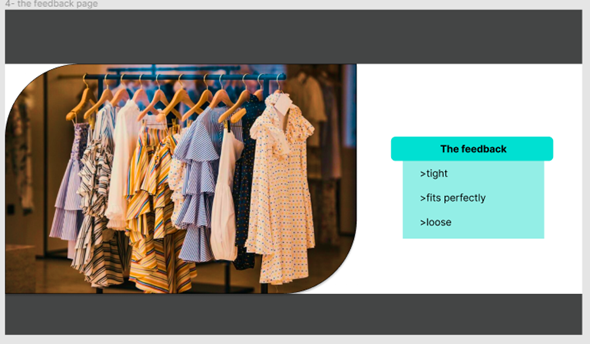 4- the feedback page
The feedback
>tight
>fits perfectly
>loose